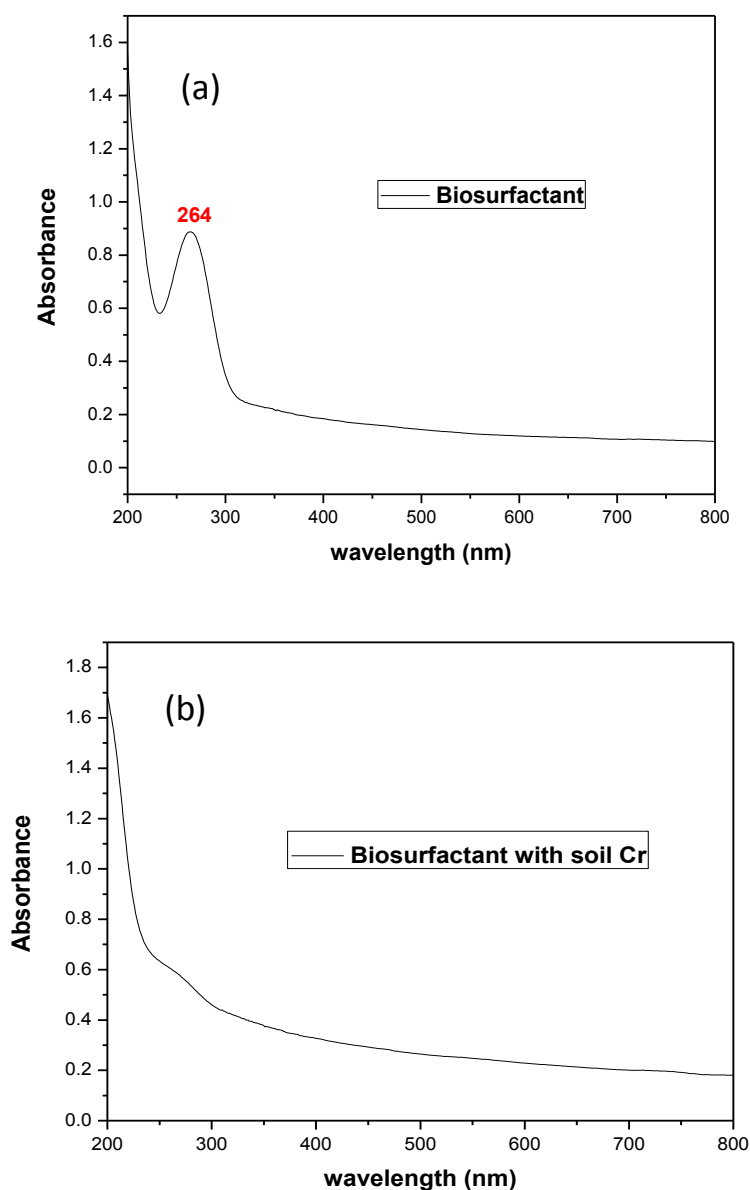 (a)
264
Biosurfactant
Absorbance
1.6
1.4
1.2
1.0
0.8
0.6
0.4
0.2
0.0
200 300 400 500 600 700 800
wavelength (nm)
(b)
Biosurfactant with soil Cr
Absorbance
1.8
1.6
1.4
1.2
1.0
0.8
0.6
0.4
0.2
0.0
200 300 400 500 600 700 800
wavelength (nm)